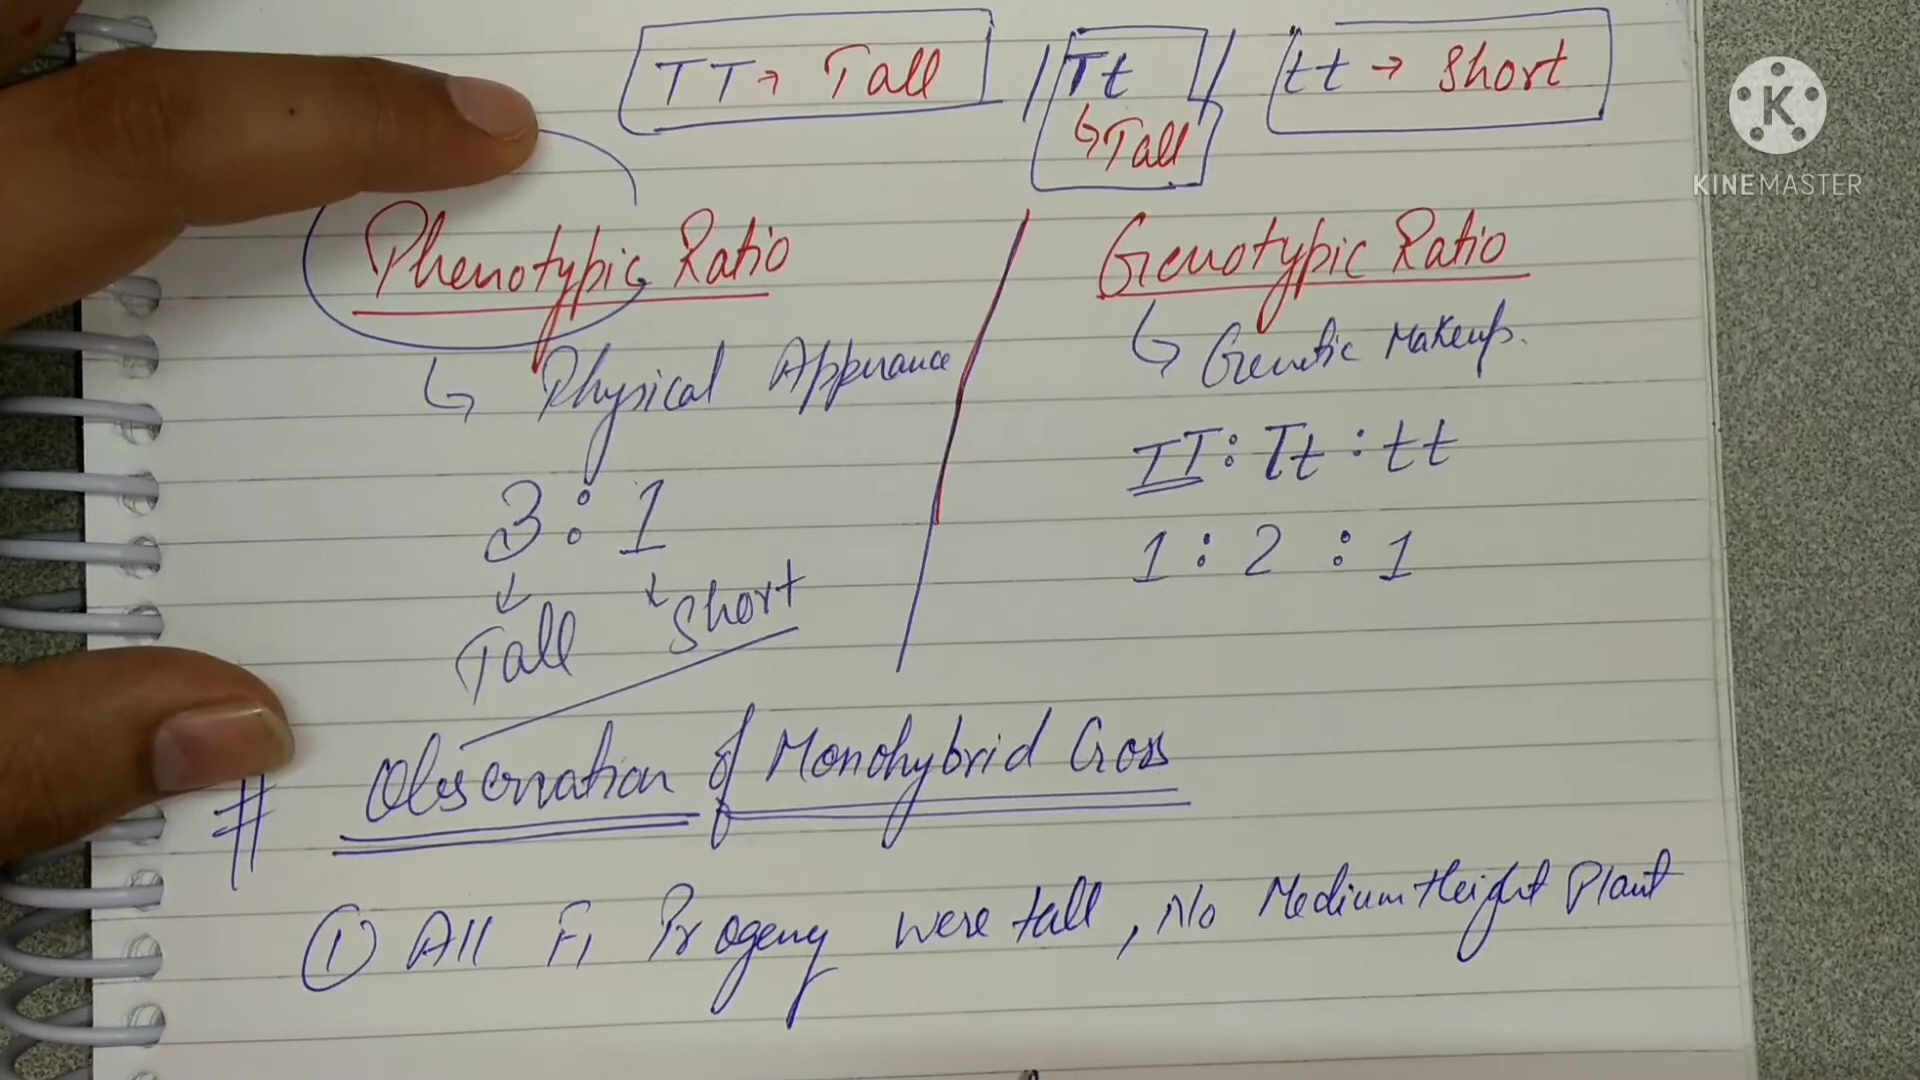 TT → Tall / Tt / tt → Short
↳ Tall
Phenotypic Ratio / Genotypic Ratio
↳ Physical Apperance
↳ Genetic Makeup.
TT : Tt : tt
3 : 1
1 : 2 : 1
Tall Short
# Observation of Monohybrid Cross
① All F1 Progeny were tall, No Medium Height Plant
K
KINEMASTER